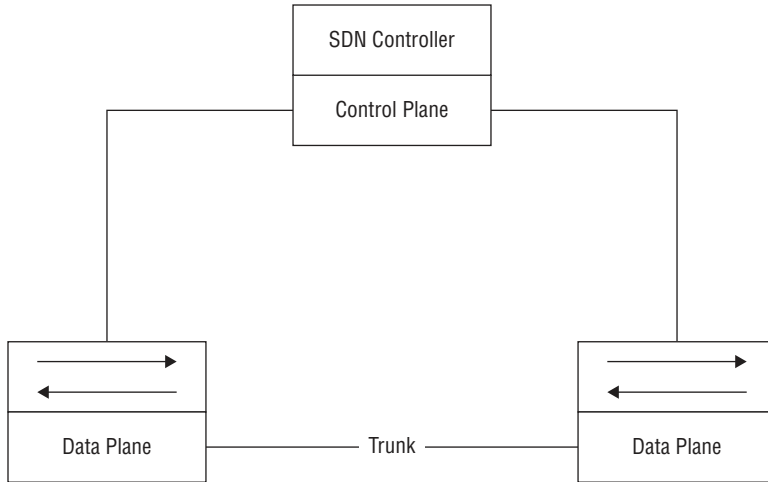 SDN Controller
Control Plane
Data Plane
Trunk
Data Plane